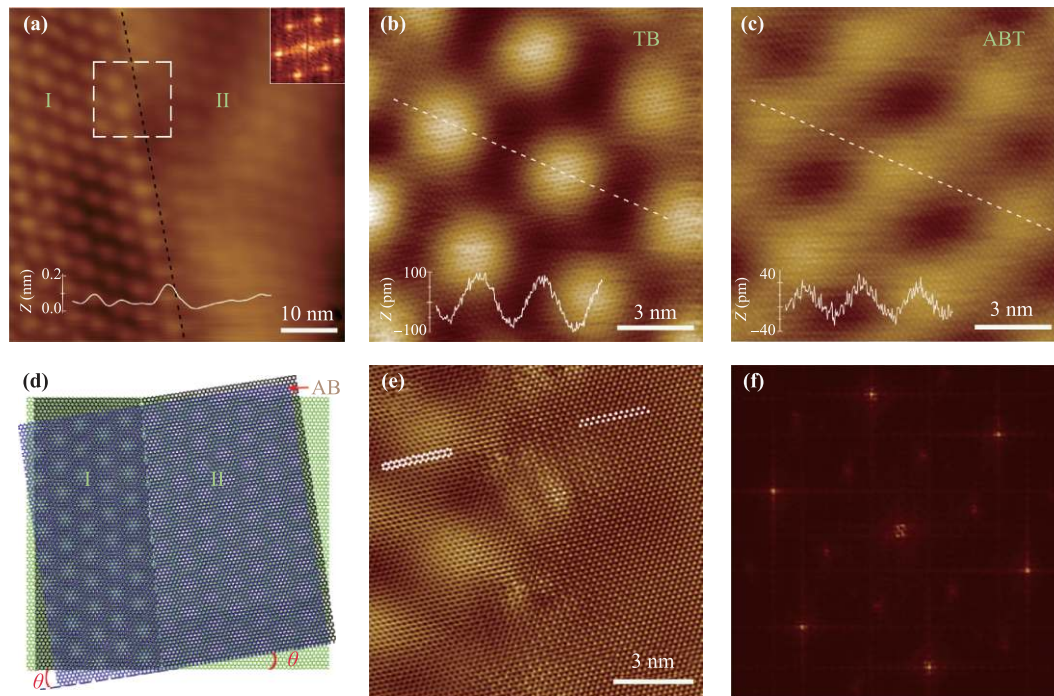 (a)
I
II
Z (nm)
0.2
0.0
10 nm
(b)
TB
Z (pm)
100
−100
3 nm
(c)
ABT
Z (pm)
40
−40
3 nm
(d)
AB
I
II
θ
θ
(e)
3 nm
(f)